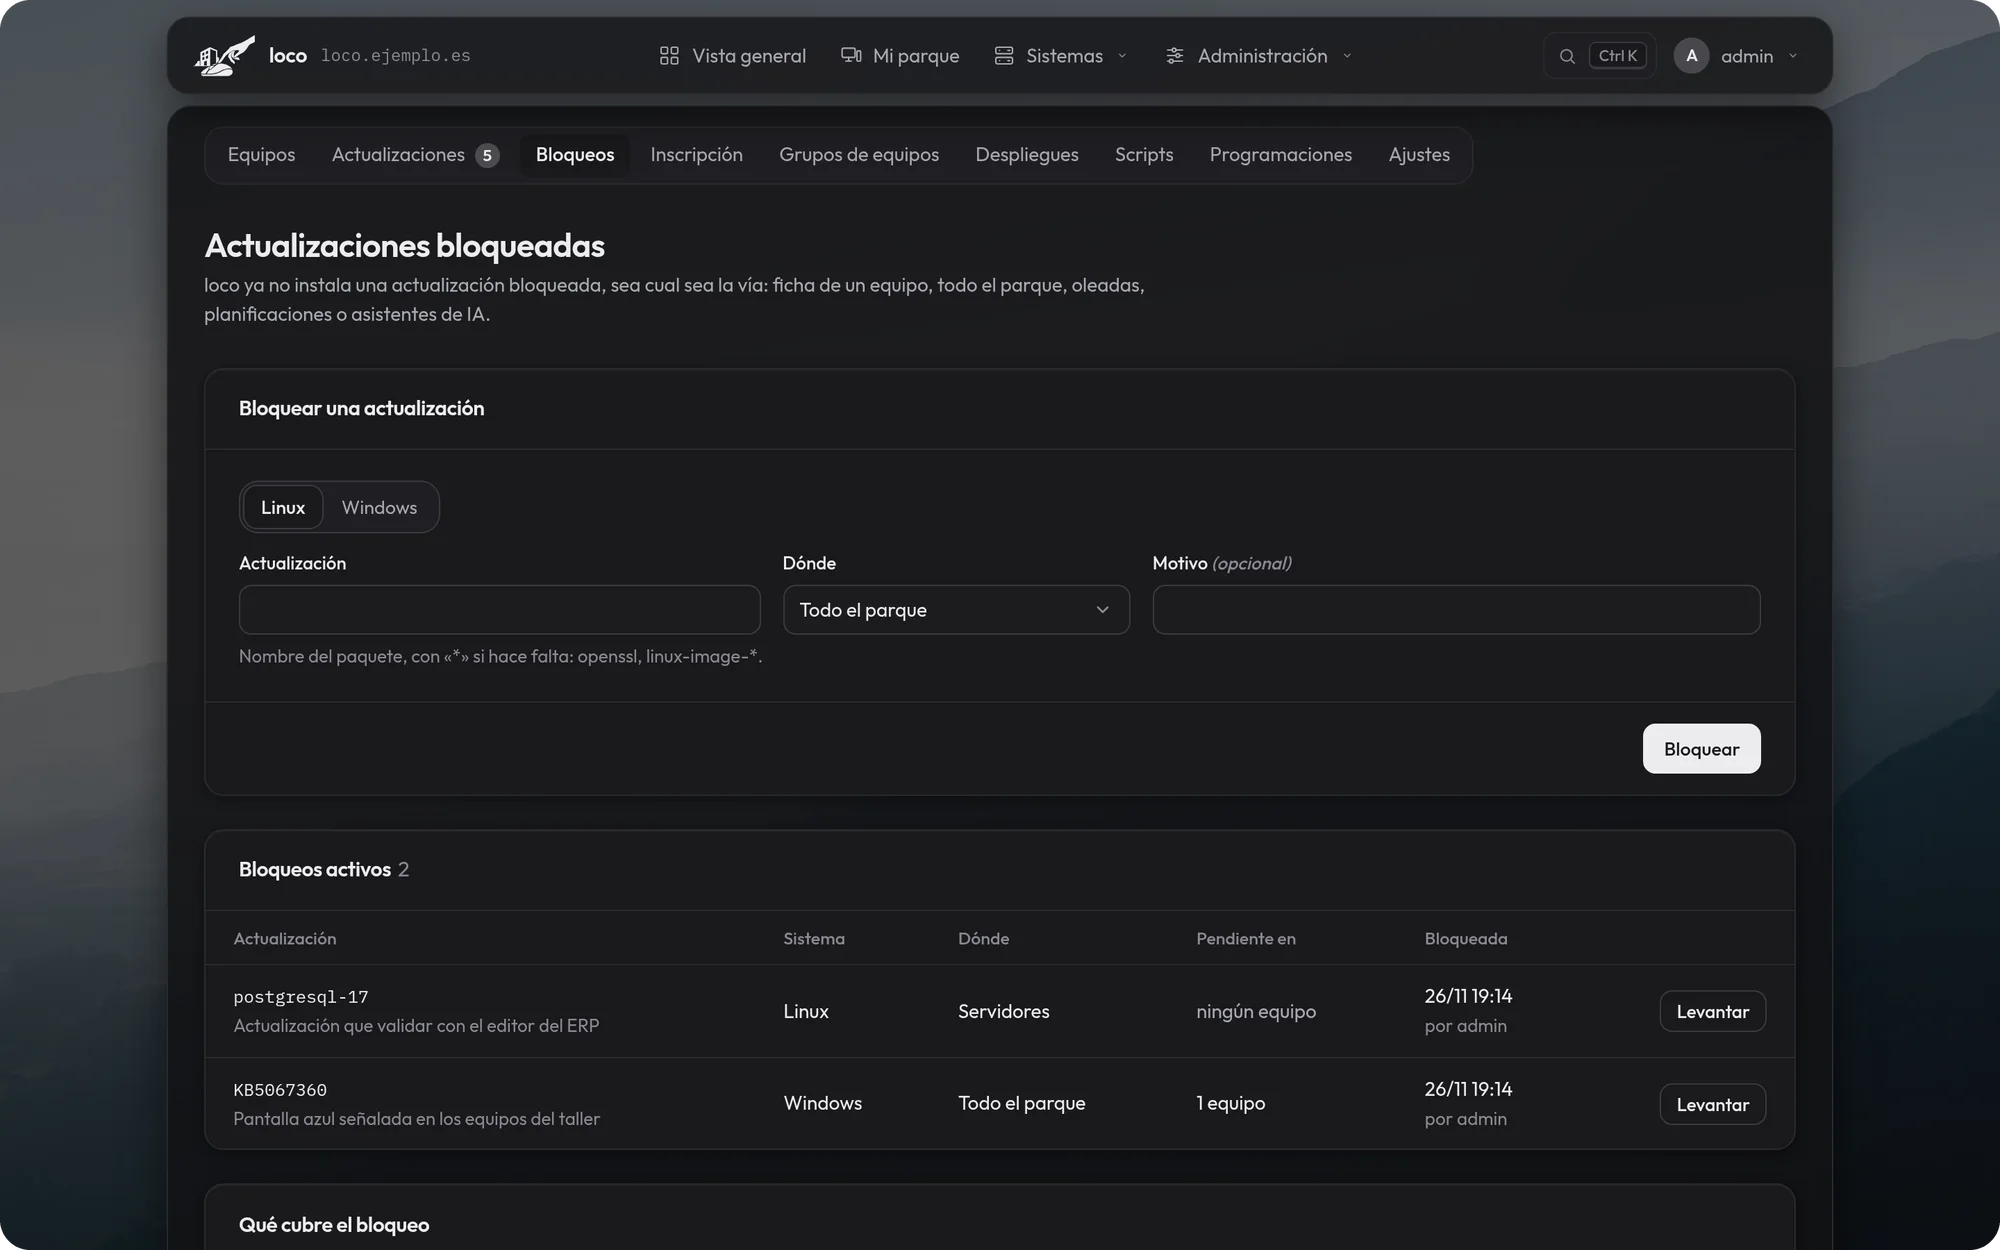 loco loco.ejemplo.es Vista general Mi parque Sistemas Administración Ctrl K A admin
Equipos Actualizaciones 5 Bloqueos Inscripción Grupos de equipos Despliegues Scripts Programaciones Ajustes
Actualizaciones bloqueadas
loco ya no instala una actualización bloqueada, sea cual sea la vía: ficha de un equipo, todo el parque, oleadas,
planificaciones o asistentes de IA.
Bloquear una actualización
Linux Windows
Actualización Dónde Motivo (opcional)
Todo el parque
Nombre del paquete, con «*» si hace falta: openssl, linux-image-*.
Bloquear
Bloqueos activos 2
Actualización Sistema Dónde Pendiente en Bloqueada
postgresql-17
Actualización que validar con el editor del ERP
Linux Servidores ningún equipo
26/11 19:14
por admin
Levantar
KB5067360
Pantalla azul señalada en los equipos del taller
Windows Todo el parque 1 equipo
26/11 19:14
por admin
Levantar
Qué cubre el bloqueo